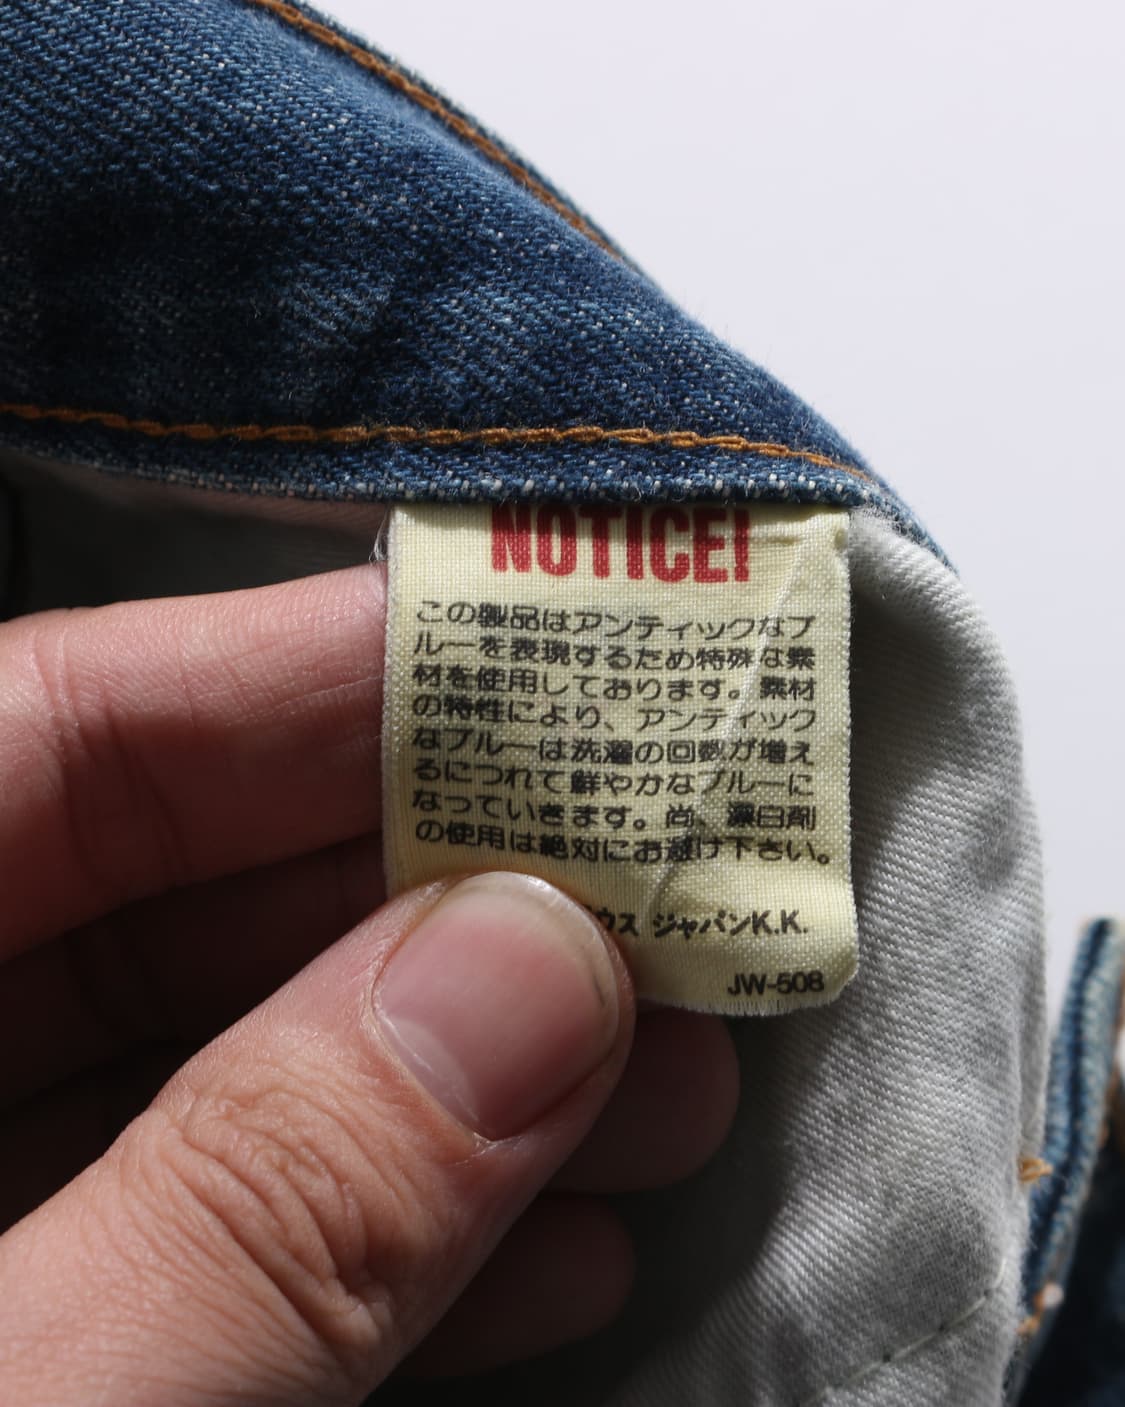 NOTICE!
この製品はアンティックなブ
ルーを表現するため特殊な素
材を使用しております。素材
の特性により、アンティック
なブルーは洗濯の回数が増え
るにつれて鮮やかなブルーに
なっていきます。尚、漂白剤
の使用は絶対にお避け下さい。
ウス ジャパンK.K.
JW-508